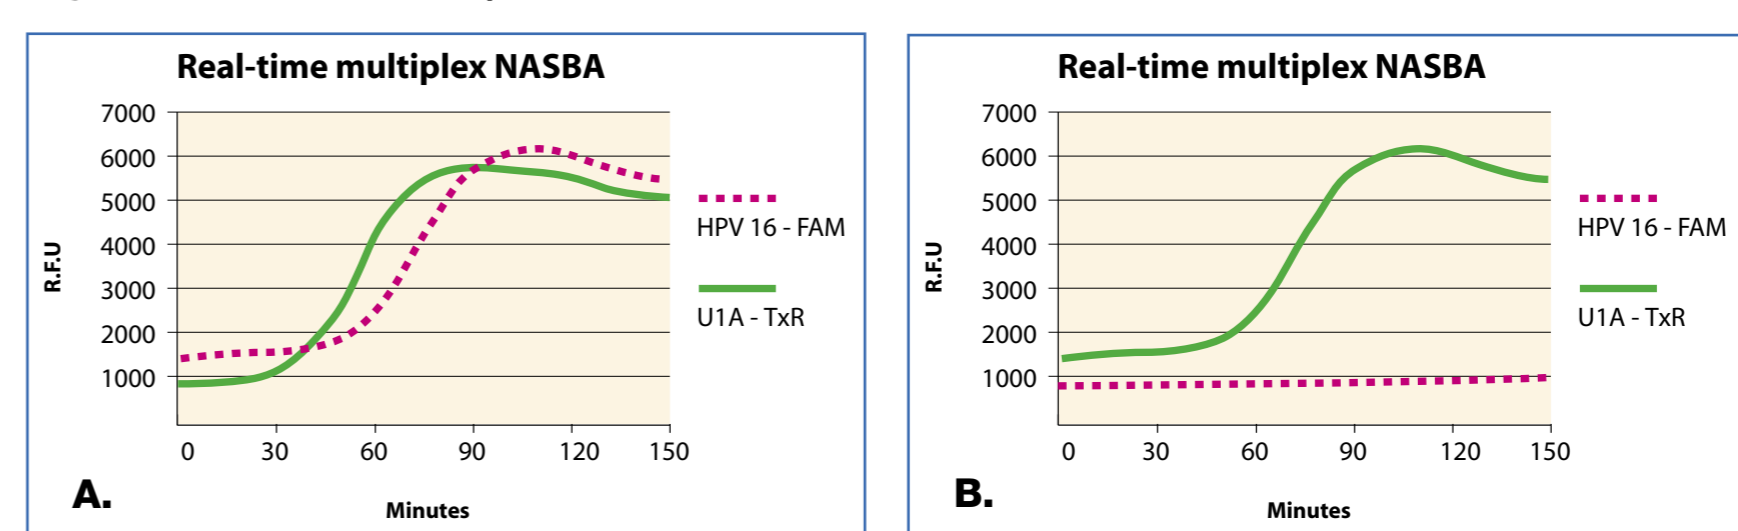 Real-time multiplex NASBA
7000
6000
5000
4000
3000
2000
1000
R.F.U
0 30 60 90 120 150
Minutes
HPV 16 - FAM
U1A - TxR
A.
Real-time multiplex NASBA
7000
6000
5000
4000
3000
2000
1000
R.F.U
0 30 60 90 120 150
Minutes
HPV 16 - FAM
U1A - TxR
B.